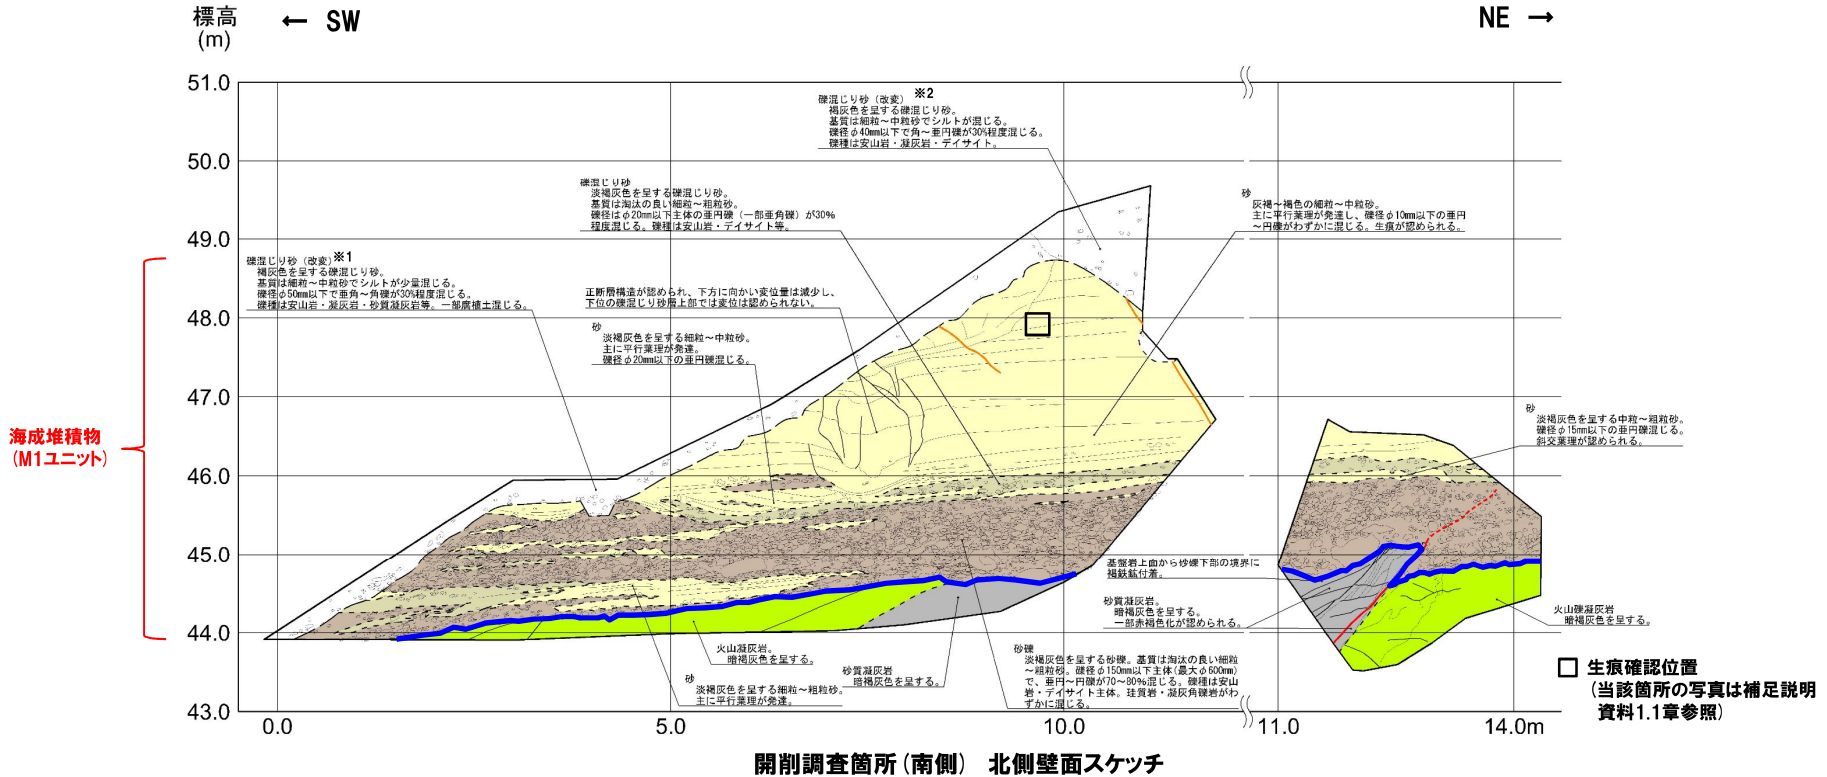 標高
(m)
← SW
NE →
51.0
50.0
49.0
48.0
47.0
46.0
45.0
44.0
43.0
礫混じり砂（改変）※2
褐灰色を呈する礫混じり砂。
基質は細粒～中粒砂でシルトが混じる。
礫径φ40mm以下で角～亜円礫が30%程度混じる。
礫種は安山岩・凝灰岩・デイサイト。
礫混じり砂
淡褐灰色を呈する礫混じり砂。
基質は淘汰の良い細粒～粗粒砂。
礫径はφ20mm以下主体の亜円礫（一部亜角礫）が30%
程度混じる。礫種は安山岩・デイサイト等。
砂
灰褐～褐色の細粒～中粒砂。
主に平行葉理が発達し、礫径φ10mm以下の亜円
～円礫がわずかに混じる。生痕が認められる。
礫混じり砂（改変）※1
褐灰色を呈する礫混じり砂。
基質は細粒～中粒砂でシルトが少量混じる。
礫径φ50mm以下で亜角～角礫が30%程度混じる。
礫種は安山岩・凝灰岩・砂質凝灰岩等。一部腐植土混じる。
正断層構造が認められ、下方に向かい変位量は減少し、
下位の礫混じり砂層上部では変位は認められない。
砂
淡褐灰色を呈する細粒～中粒砂。
主に平行葉理が発達。
礫径φ20mm以下の亜円礫混じる。
海成堆積物
(M1ユニット)
砂
淡褐灰色を呈する中粒～粗粒砂。
礫径φ15mm以下の亜円礫混じる。
斜交葉理が認められる。
基盤岩上面から砂礫下部の境界に
褐鉄鉱付着。
砂質凝灰岩。
暗褐灰色を呈する。
一部赤褐色化が認められる。
火山礫凝灰岩
暗褐灰色を呈する。
火山凝灰岩。
暗褐灰色を呈する。
砂質凝灰岩
暗褐灰色を呈する。
砂
淡褐灰色を呈する細粒～粗粒砂。
主に平行葉理が発達。
砂礫
淡褐灰色を呈する砂礫。基質は淘汰の良い細粒
～粗粒砂。礫径φ150mm以下主体(最大φ600mm)
で、亜円～円礫が70～80%混じる。礫種は安山
岩・デイサイト主体。珪質岩・凝灰角礫岩がわ
ずかに混じる。
生痕確認位置
(当該箇所の写真は補足説明
資料1.1章参照)
0.0
5.0
10.0
11.0
14.0m
開削調査箇所(南側) 北側壁面スケッチ